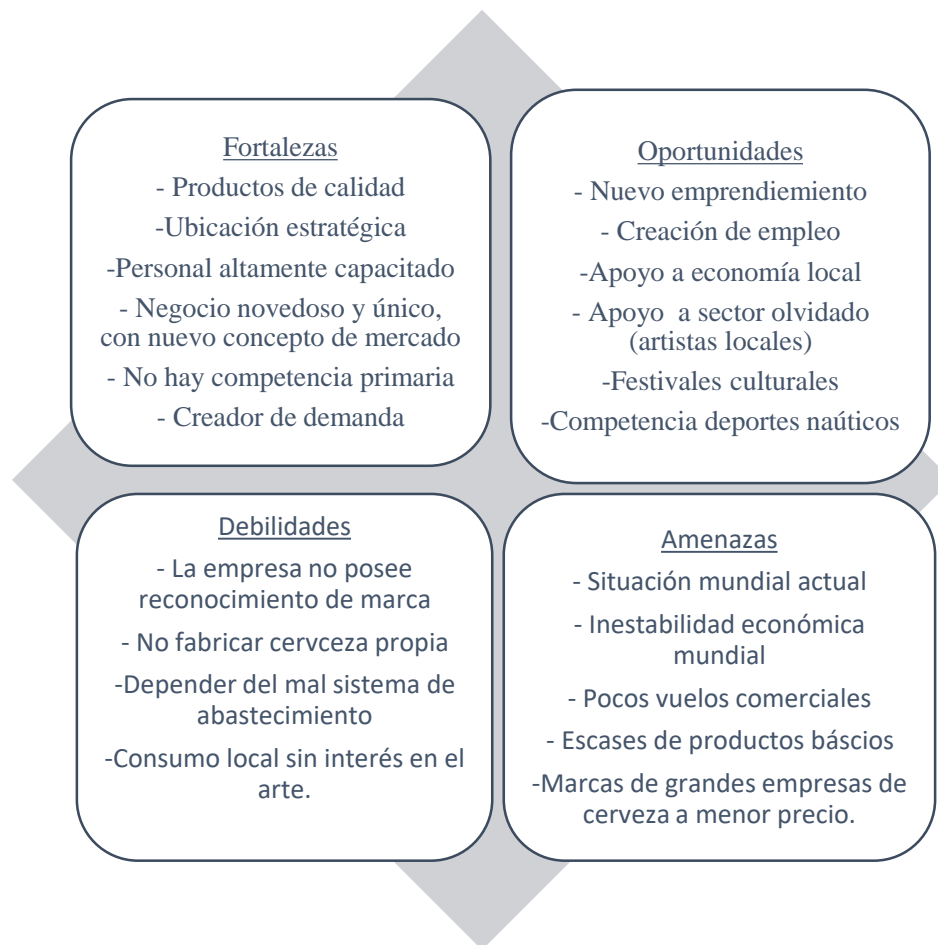 Fortalezas
- Productos de calidad
-Ubicación estratégica
-Personal altamente capacitado
- Negocio novedoso y único,
con nuevo concepto de mercado
- No hay competencia primaria
- Creador de demanda
Oportunidades
- Nuevo emprendiemiento
- Creación de empleo
-Apoyo a economía local
- Apoyo  a sector olvidado
(artistas locales)
-Festivales culturales
-Competencia deportes naúticos
Debilidades
- La empresa no posee
reconocimiento de marca
- No fabricar cervceza propia
-Depender del mal sistema de
abastecimiento
-Consumo local sin interés en el
arte.
Amenazas
- Situación mundial actual
- Inestabilidad económica
mundial
- Pocos vuelos comerciales
- Escases de productos báscios
-Marcas de grandes empresas de
cerveza a menor precio.